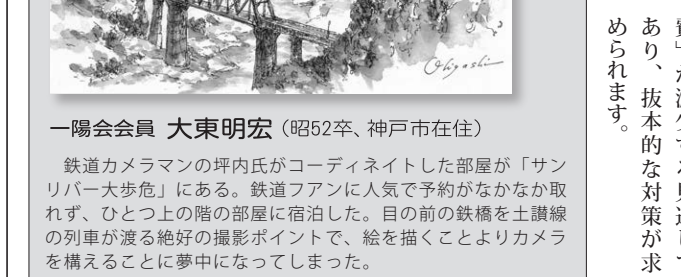 Ohigashi
一陽会会員 大東明宏（昭52卒、神戸市在住）
　鉄道カメラマンの坪内氏がコーディネイトした部屋が「サン
リバー大歩危」にある。鉄道フアンに人気で予約がなかなか取
れず、ひとつ上の階の部屋に宿泊した。目の前の鉄橋を土讃線
の列車が渡る絶好の撮影ポイントで、絵を描くことよりカメラ
を構えることに夢中になってしまった。
あり、抜本的な対策が求
められます。